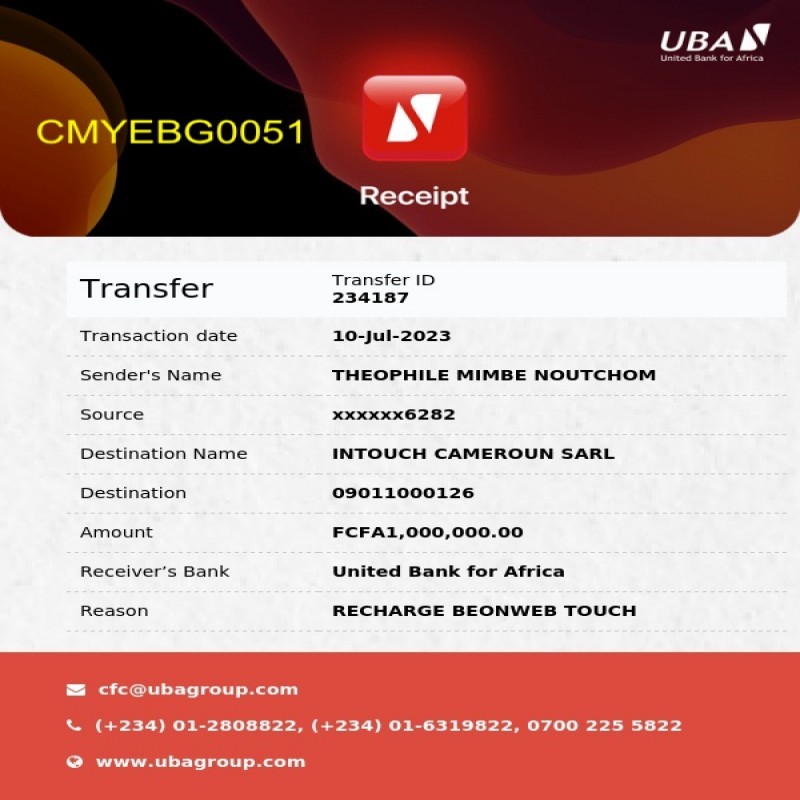 UBA
United Bank for Africa
CMYEBG0051
Receipt
Transfer
Transfer ID
234187
Transaction date 10-Jul-2023
Sender's Name THEOPHILE MIMBE NOUTCHOM
Source xxxxxx6282
Destination Name INTOUCH CAMEROUN SARL
Destination 09011000126
Amount FCFA1,000,000.00
Receiver’s Bank United Bank for Africa
Reason RECHARGE BEONWEB TOUCH
cfc@ubagroup.com
(+234) 01-2808822, (+234) 01-6319822, 0700 225 5822
www.ubagroup.com